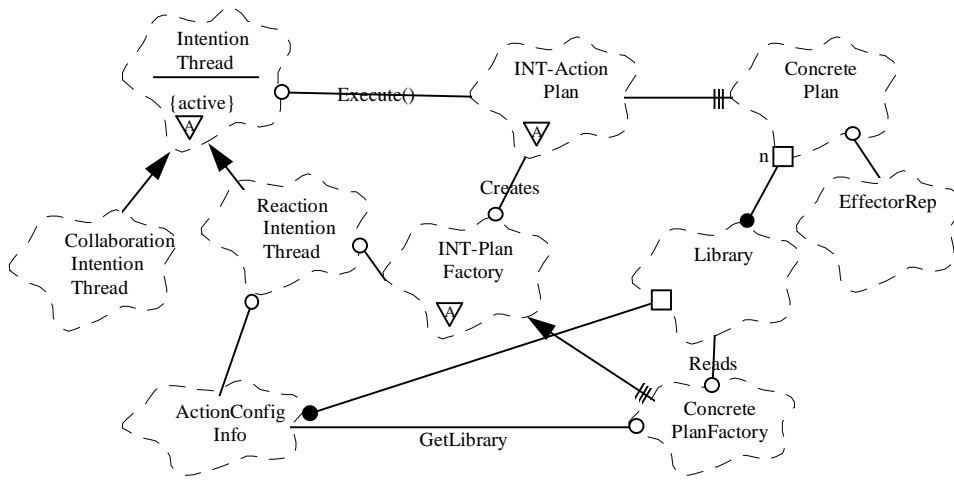 Intention
Thread
{active}
A
Execute()
INT-Action
Plan
A
Concrete
Plan
n
Creates
EffectorRep
Collaboration
Intention
Thread
Reaction
Intention
Thread
INT-Plan
Factory
A
Library
Reads
ActionConfig
Info
GetLibrary
Concrete
PlanFactory